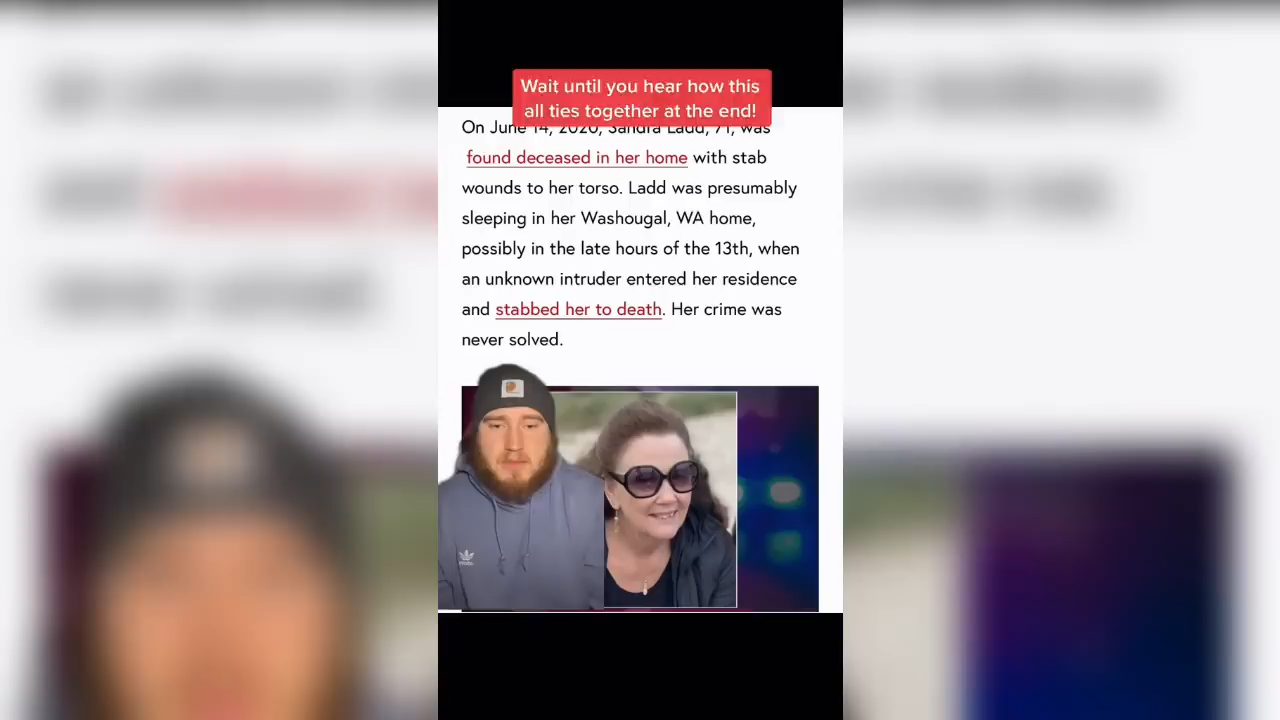 Wait until you hear how this
all ties together at the end!
On June 14, 2020, Sandra Ladd, 71, was
found deceased in her home with stab
wounds to her torso. Ladd was presumably
sleeping in her Washougal, WA home,
possibly in the late hours of the 13th, when
an unknown intruder entered her residence
and stabbed her to death. Her crime was
never solved.